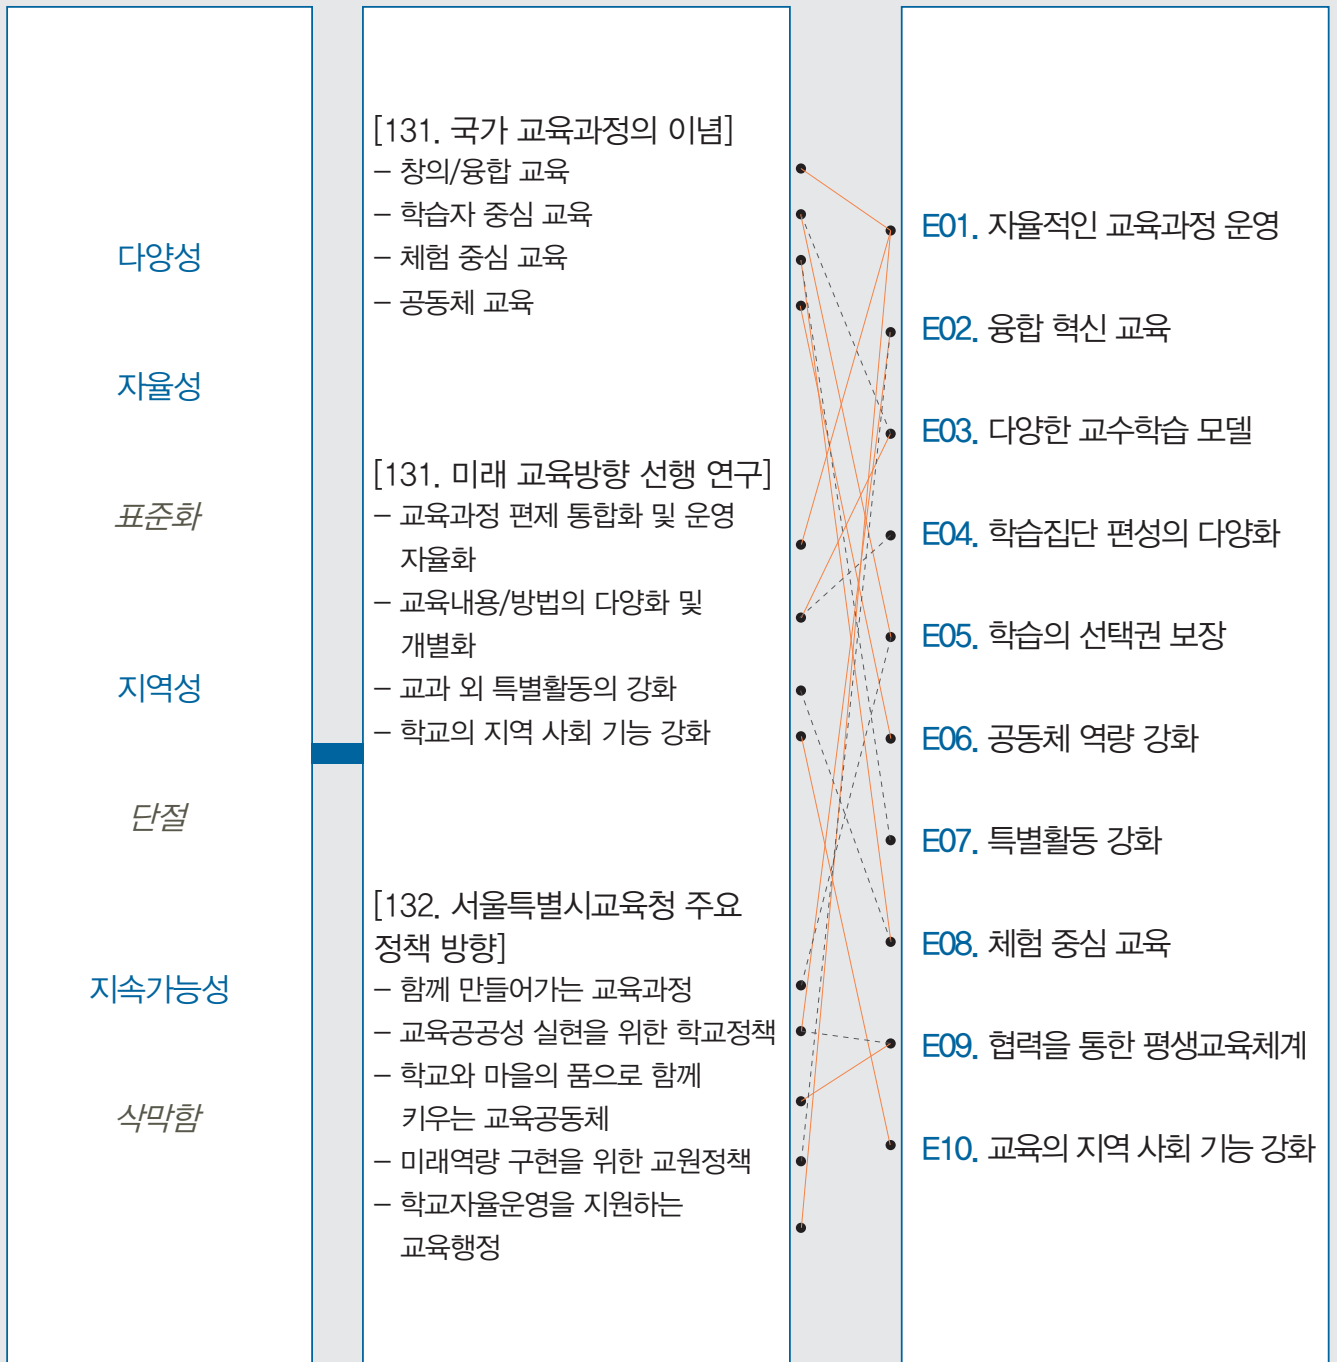 다양성
자율성
표준화
지역성
단절
지속가능성
삭막함
[131. 국가 교육과정의 이념]
– 창의/융합 교육
– 학습자 중심 교육
– 체험 중심 교육
– 공동체 교육
[131. 미래 교육방향 선행 연구]
– 교육과정 편제 통합화 및 운영
자율화
– 교육내용/방법의 다양화 및
개별화
– 교과 외 특별활동의 강화
– 학교의 지역 사회 기능 강화
[132. 서울특별시교육청 주요
정책 방향]
– 함께 만들어가는 교육과정
– 교육공공성 실현을 위한 학교정책
– 학교와 마을의 품으로 함께
키우는 교육공동체
– 미래역량 구현을 위한 교원정책
– 학교자율운영을 지원하는
교육행정
E01. 자율적인 교육과정 운영
E02. 융합 혁신 교육
E03. 다양한 교수학습 모델
E04. 학습집단 편성의 다양화
E05. 학습의 선택권 보장
E06. 공동체 역량 강화
E07. 특별활동 강화
E08. 체험 중심 교육
E09. 협력을 통한 평생교육체계
E10. 교육의 지역 사회 기능 강화